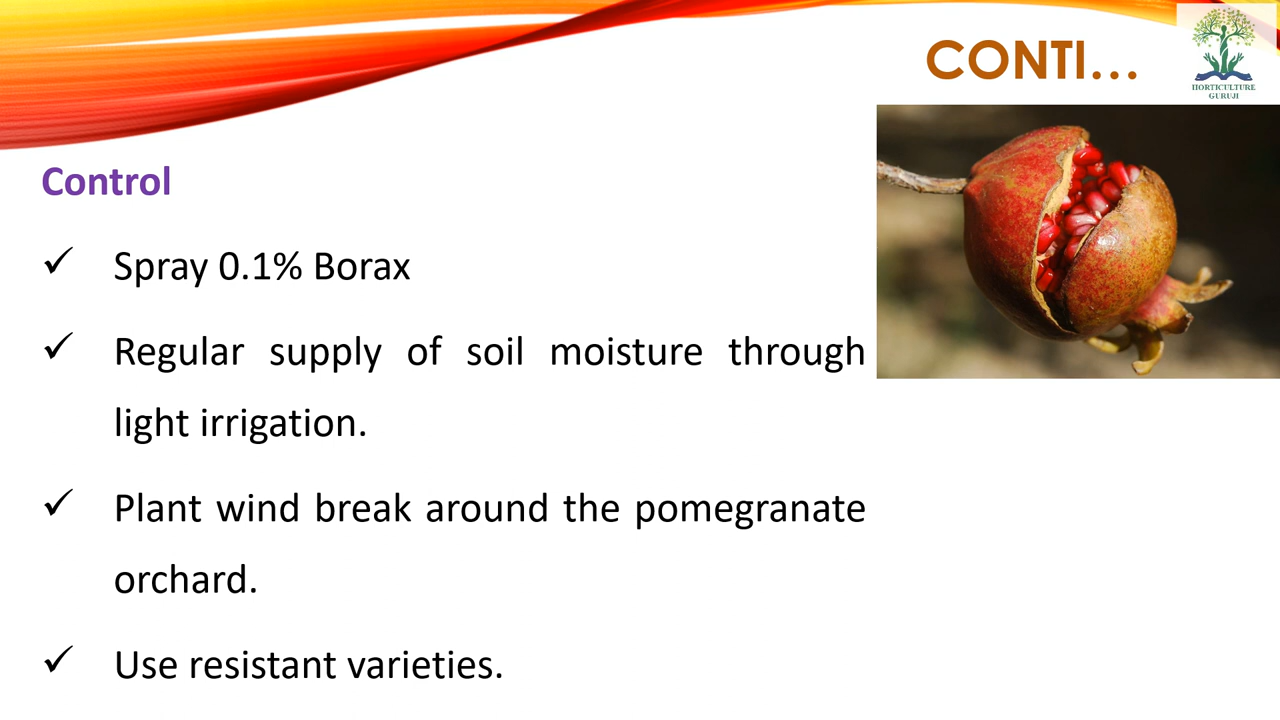 CONTI…
HORTICULTURE
GURUJI
Control
✓ Spray 0.1% Borax
✓ Regular supply of soil moisture through
light irrigation.
✓ Plant wind break around the pomegranate
orchard.
✓ Use resistant varieties.